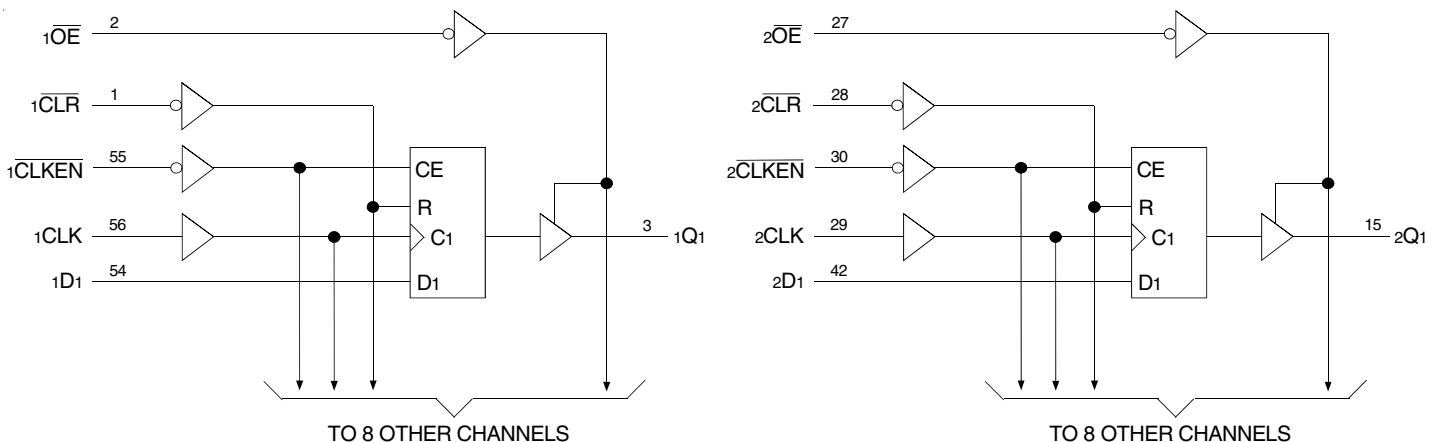 1OE 2
1CLR 1
1CLKEN 55
CE
R
1CLK 56
C1
3 1Q1
1D1 54
D1
TO 8 OTHER CHANNELS
2OE 27
2CLR 28
2CLKEN 30
CE
R
2CLK 29
C1
15 2Q1
2D1 42
D1
TO 8 OTHER CHANNELS